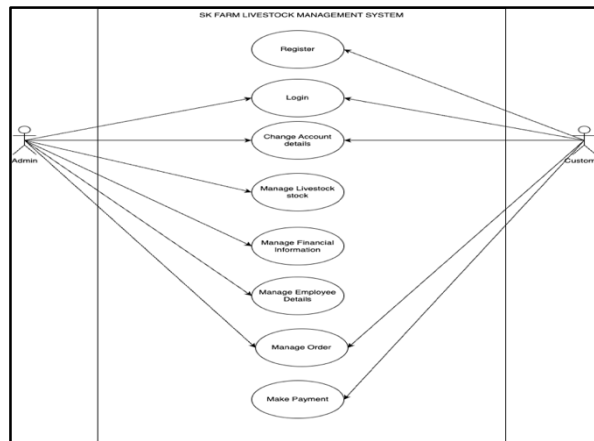 SK FARM LIVESTOCK MANAGEMENT SYSTEM
Register
Login
Change Account
details
Admin
Custom
Manage Livestock
stock
Manage Financial
Information
Manage Employee
Details
Manage Order
Make Payment